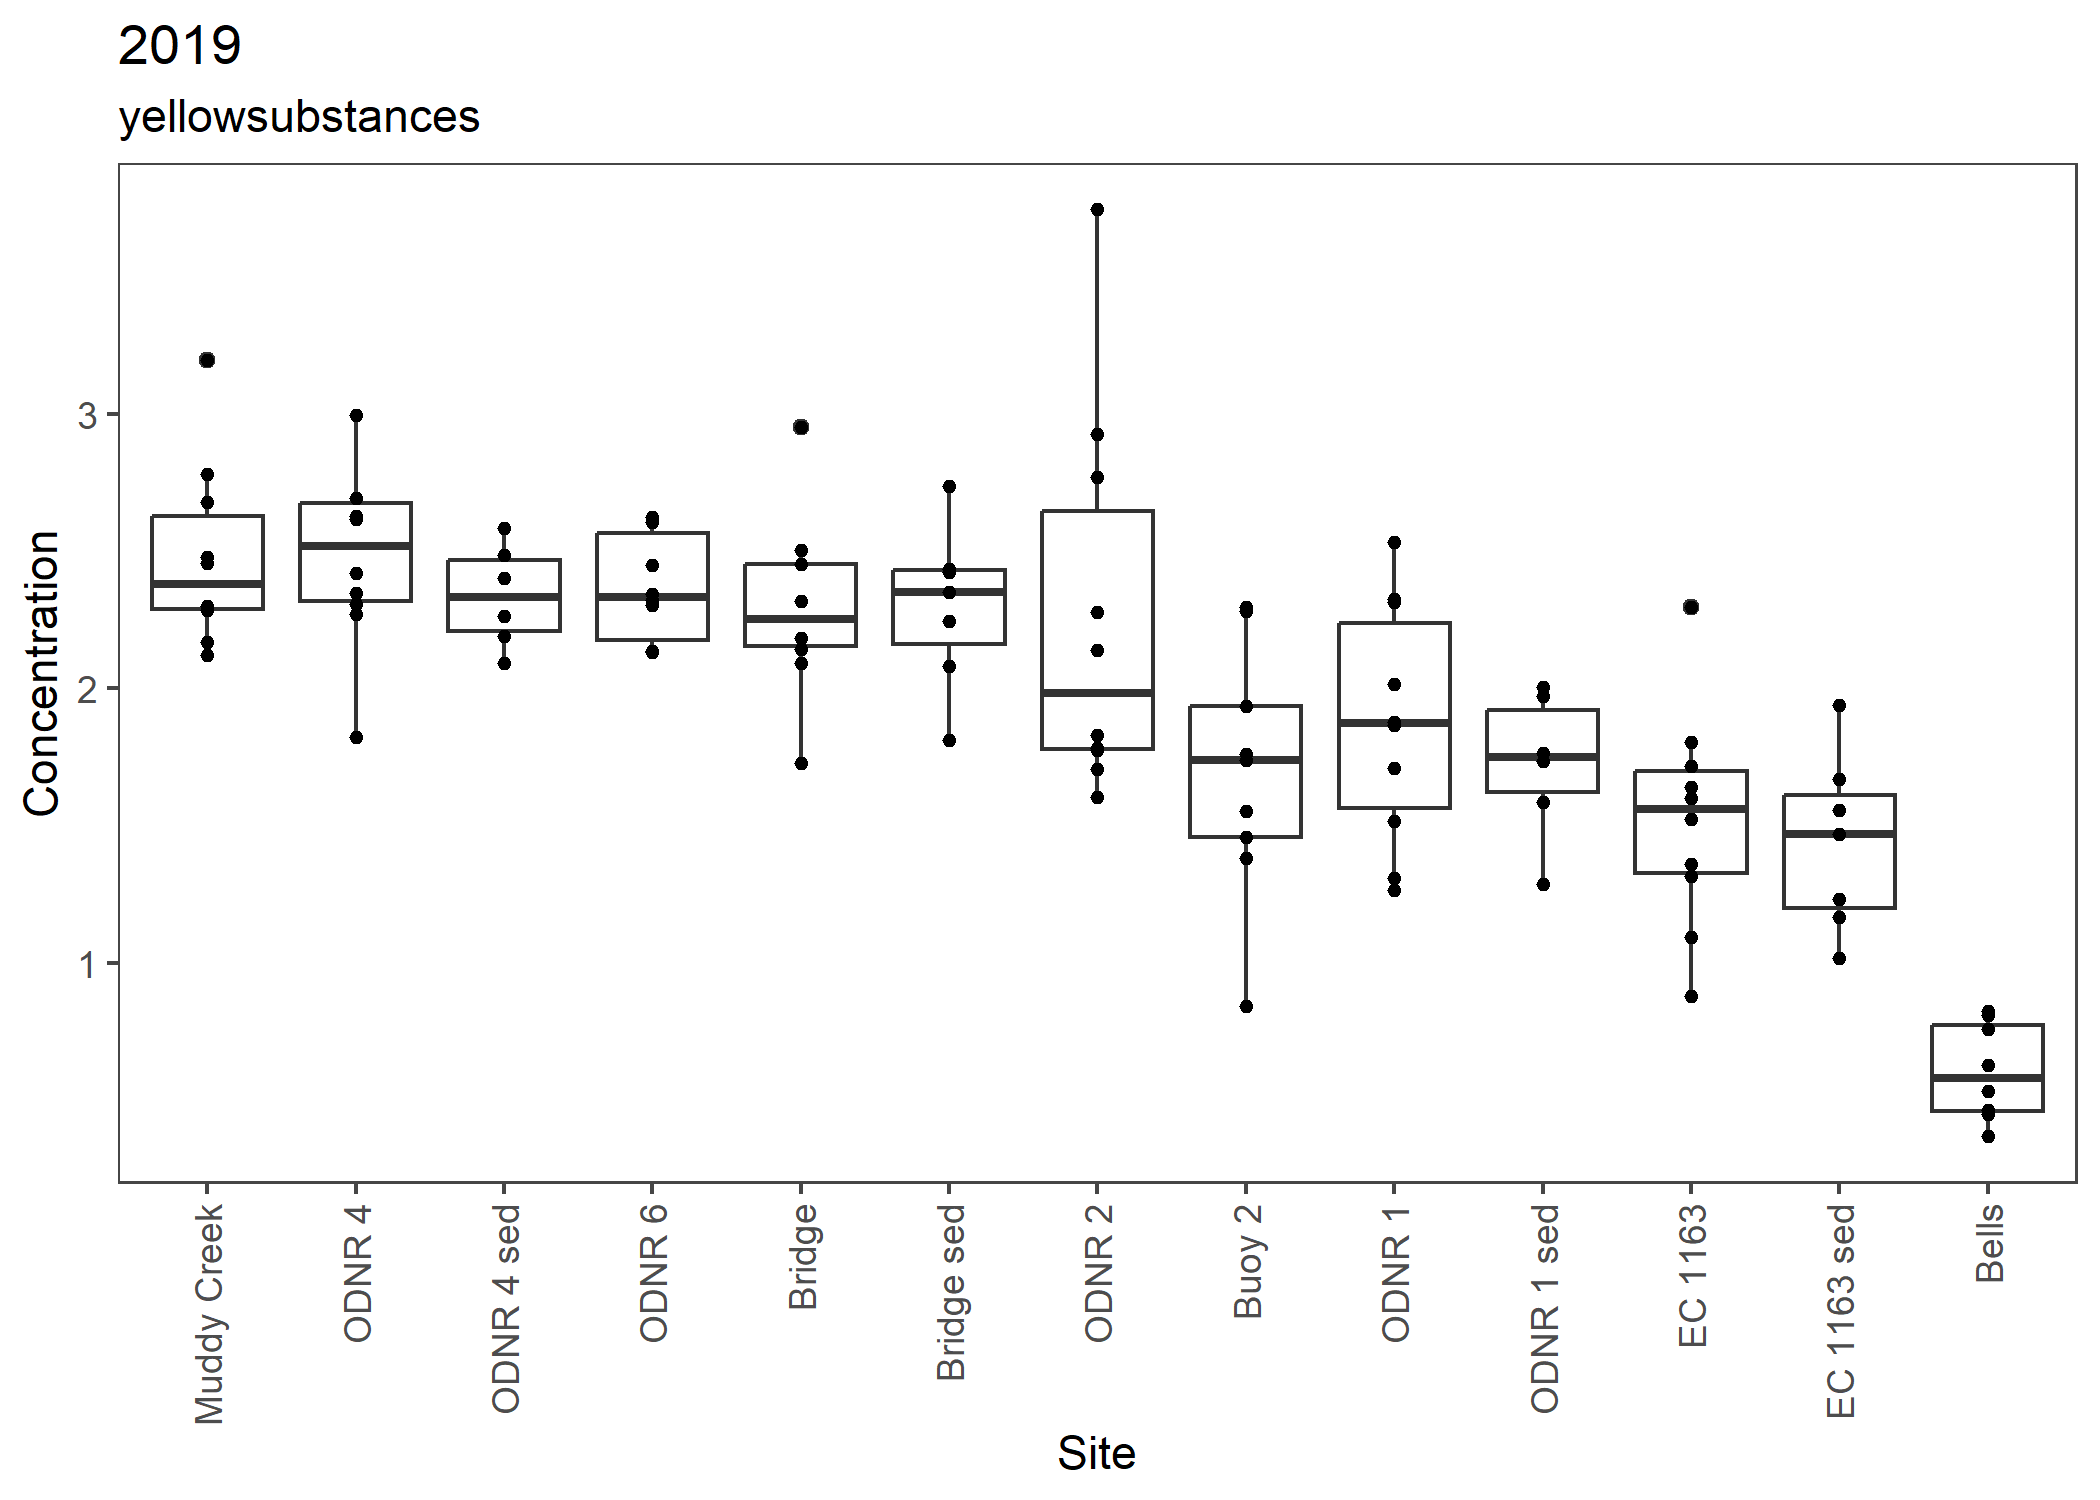 2019
yellowsubstances
Concentration
3
2
1
Muddy Creek
ODNR 4
ODNR 4 sed
ODNR 6
Bridge
Bridge sed
ODNR 2
Buoy 2
ODNR 1
ODNR 1 sed
EC 1163
EC 1163 sed
Bells
Site